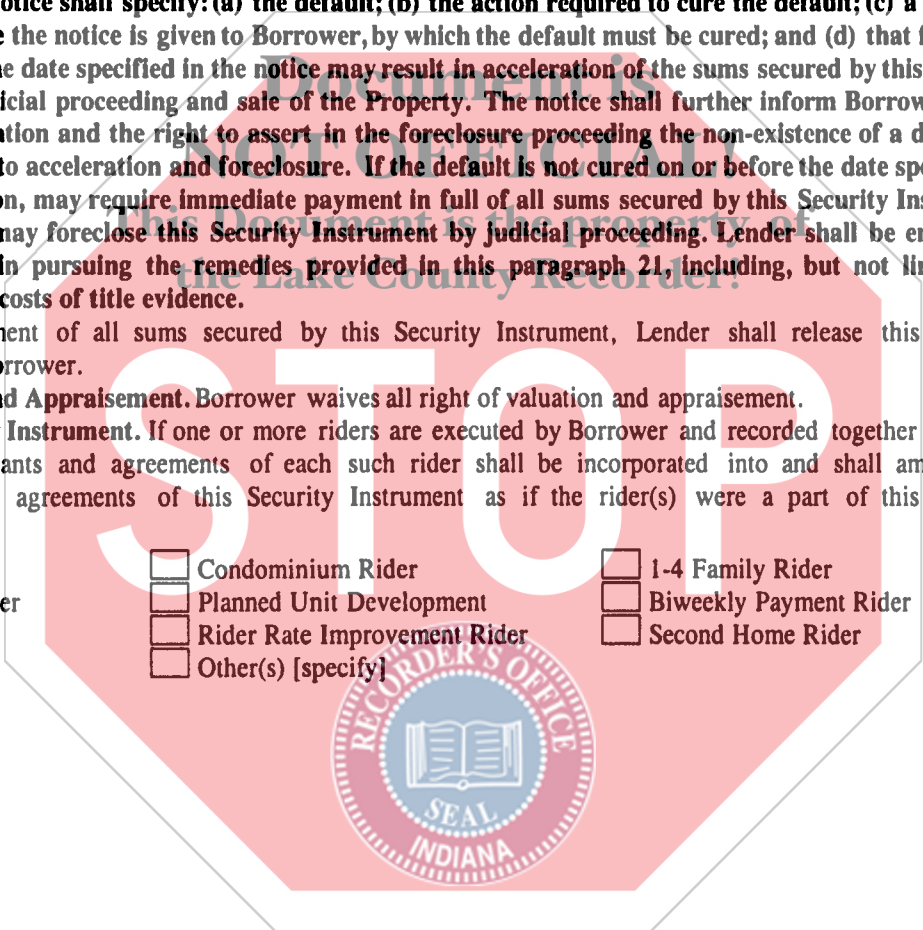 otice shall specify: (a) the default; (b) the action required to cure the default; (c) a
e the notice is given to Borrower, by which the default must be cured; and (d) that f
e date specified in the notice may result in acceleration of the sums secured by this
icial proceeding and sale of the Property. The notice shall further inform Borrow
ation and the right to assert in the foreclosure proceeding the non-existence of a d
to acceleration and foreclosure. If the default is not cured on or before the date spe
on, may require immediate payment in full of all sums secured by this Security Ins
may foreclose this Security Instrument by judicial proceeding. Lender shall be en
in pursuing the remedies provided in this paragraph 21, including, but not lin
costs of title evidence.
ment of all sums secured by this Security Instrument, Lender shall release this
orrower.
d Appraisement. Borrower waives all right of valuation and appraisement.
Instrument. If one or more riders are executed by Borrower and recorded together
ants and agreements of each such rider shall be incorporated into and shall am
agreements of this Security Instrument as if the rider(s) were a part of this
Condominium Rider 1-4 Family Rider
er Planned Unit Development Biweekly Payment Rider
Rider Rate Improvement Rider Second Home Rider
Other(s) [specify]
Document is
NOT OFFICIAL!
This Document is the property of
the Lake County Recorder!
STOP
RECORDER'S OFFICE
SEAL
INDIANA